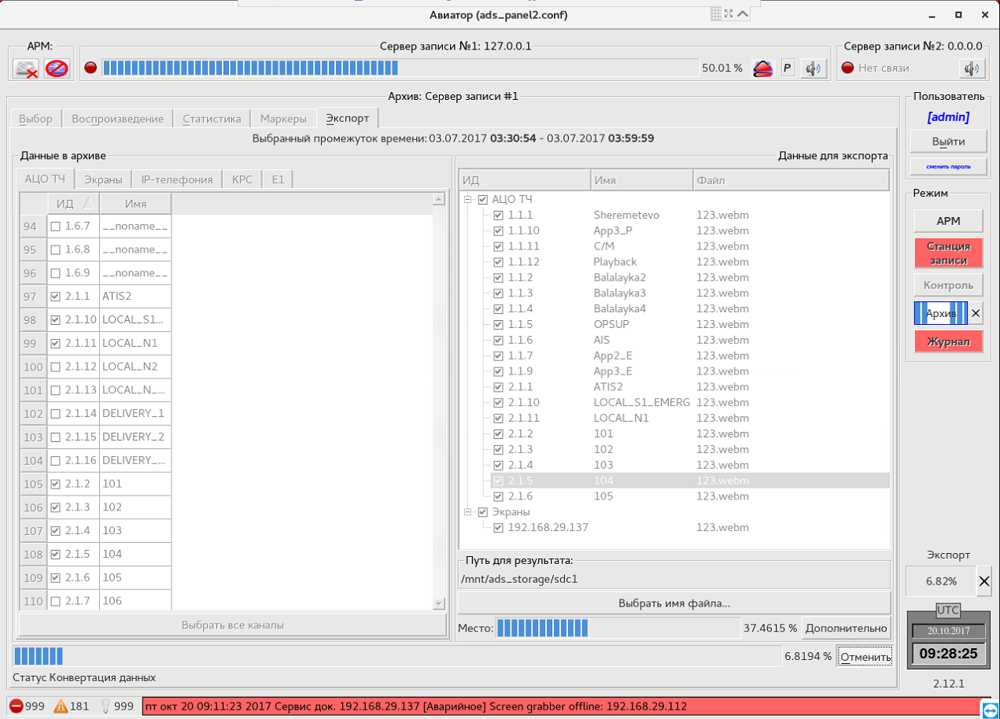 Авиатор (ads_panel2.conf)
АРМ:
Сервер записи №1: 127.0.0.1
50.01 %
P
Сервер записи №2: 0.0.0.0
Нет связи
Архив: Сервер записи #1
Выбор Воспроизведение Статистика Маркеры Экспорт
Выбранный промежуток времени: 03.07.2017 03:30:54 - 03.07.2017 03:59:59
Данные в архиве
АЦО ТЧ Экраны IP-телефония КРС E1
ИД Имя
94 1.6.7 __noname__
95 1.6.8 __noname__
96 1.6.9 __noname__
97 2.1.1 ATIS2
98 2.1.10 LOCAL_S1...
99 2.1.11 LOCAL_N1
100 2.1.12 LOCAL_N2
101 2.1.13 LOCAL_N_...
102 2.1.14 DELIVERY_1
103 2.1.15 DELIVERY_2
104 2.1.16 DELIVERY_...
105 2.1.2 101
106 2.1.3 102
107 2.1.4 103
108 2.1.5 104
109 2.1.6 105
110 2.1.7 106
Выбрать все каналы
Данные для экспорта
ИД Имя Файл
АЦО ТЧ
1.1.1 Sheremetevo 123.webm
1.1.10 App3_P 123.webm
1.1.11 C/M 123.webm
1.1.12 Playback 123.webm
1.1.2 Balalayka2 123.webm
1.1.3 Balalayka3 123.webm
1.1.4 Balalayka4 123.webm
1.1.5 OPSUP 123.webm
1.1.6 AIS 123.webm
1.1.7 App2_E 123.webm
1.1.9 App3_E 123.webm
2.1.1 ATIS2 123.webm
2.1.10 LOCAL_S1_EMERG 123.webm
2.1.11 LOCAL_N1 123.webm
2.1.2 101 123.webm
2.1.3 102 123.webm
2.1.4 103 123.webm
2.1.5 104 123.webm
2.1.6 105 123.webm
Экраны
192.168.29.137 123.webm
Путь для результата:
/mnt/ads_storage/sdc1
Выбрать имя файла...
Место: 37.4615 % Дополнительно
6.8194 % Отменить
Статус Конвертация данных
Пользователь
[admin]
Выйти
сменить пароль
Режим
АРМ
Станция
записи
Контроль
Архив
Журнал
Экспорт
6.82%
UTC
20.10.2017
09:28:25
2.12.1
999 181 999 пт окт 20 09:11:23 2017 Сервис док. 192.168.29.137 [Аварийное] Screen grabber offline: 192.168.29.112